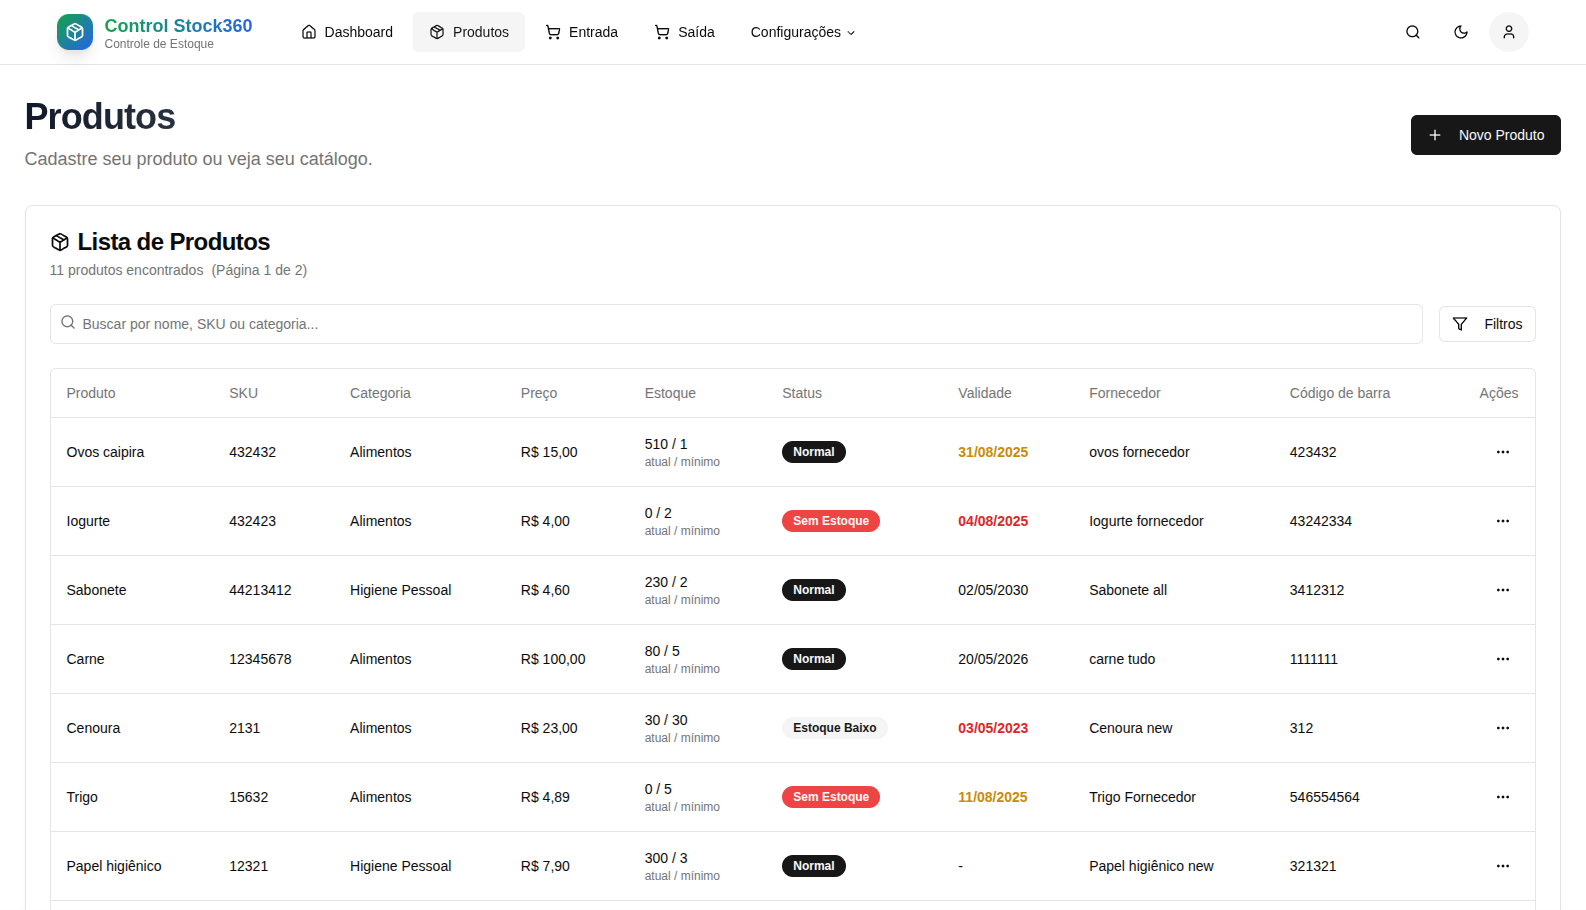 Control Stock360
Controle de Estoque
Dashboard
Produtos
Entrada
Saída
Configurações
Produtos
Cadastre seu produto ou veja seu catálogo.
Novo Produto
Lista de Produtos
11 produtos encontrados (Página 1 de 2)
Buscar por nome, SKU ou categoria...
Filtros
Produto SKU Categoria Preço Estoque Status Validade Fornecedor Código de barra Ações
Ovos caipira 432432 Alimentos R$ 15,00 510 / 1 Normal 31/08/2025 ovos fornecedor 423432
atual / mínimo
Iogurte 432423 Alimentos R$ 4,00 0 / 2 Sem Estoque 04/08/2025 Iogurte fornecedor 43242334
atual / mínimo
Sabonete 44213412 Higiene Pessoal R$ 4,60 230 / 2 Normal 02/05/2030 Sabonete all 3412312
atual / mínimo
Carne 12345678 Alimentos R$ 100,00 80 / 5 Normal 20/05/2026 carne tudo 1111111
atual / mínimo
Cenoura 2131 Alimentos R$ 23,00 30 / 30 Estoque Baixo 03/05/2023 Cenoura new 312
atual / mínimo
Trigo 15632 Alimentos R$ 4,89 0 / 5 Sem Estoque 11/08/2025 Trigo Fornecedor 546554564
atual / mínimo
Papel higiênico 12321 Higiene Pessoal R$ 7,90 300 / 3 Normal - Papel higiênico new 321321
atual / mínimo